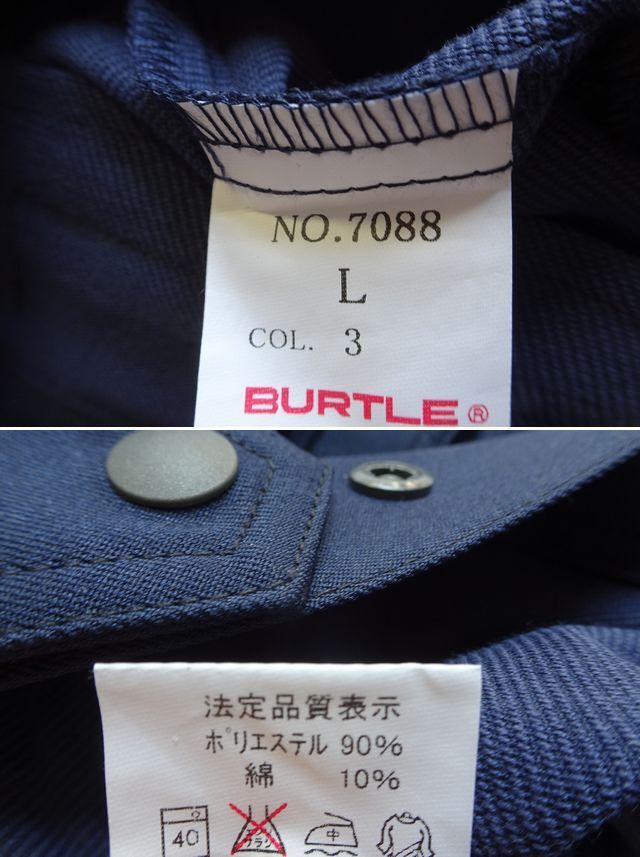 NO.7088
L
COL. 3
BURTLE®
法定品質表示
ポリエステル 90%
綿 10%
40
中